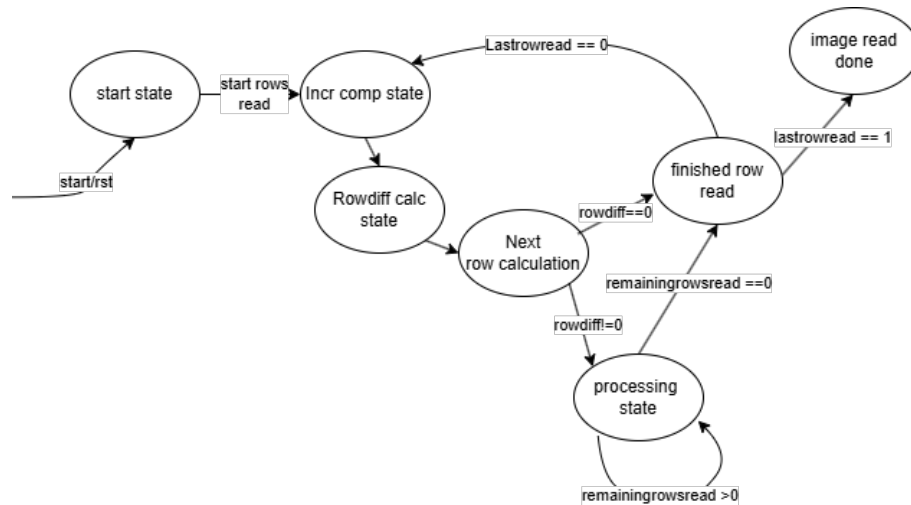 Lastrowread == 0
image read
done
start state
start rows
read
Incr comp state
lastrowread == 1
finished row
read
start/rst
Rowdiff calc
state
rowdiff==0
Next
row calculation
remainingrowsread ==0
rowdiff!=0
processing
state
remainingrowsread >0